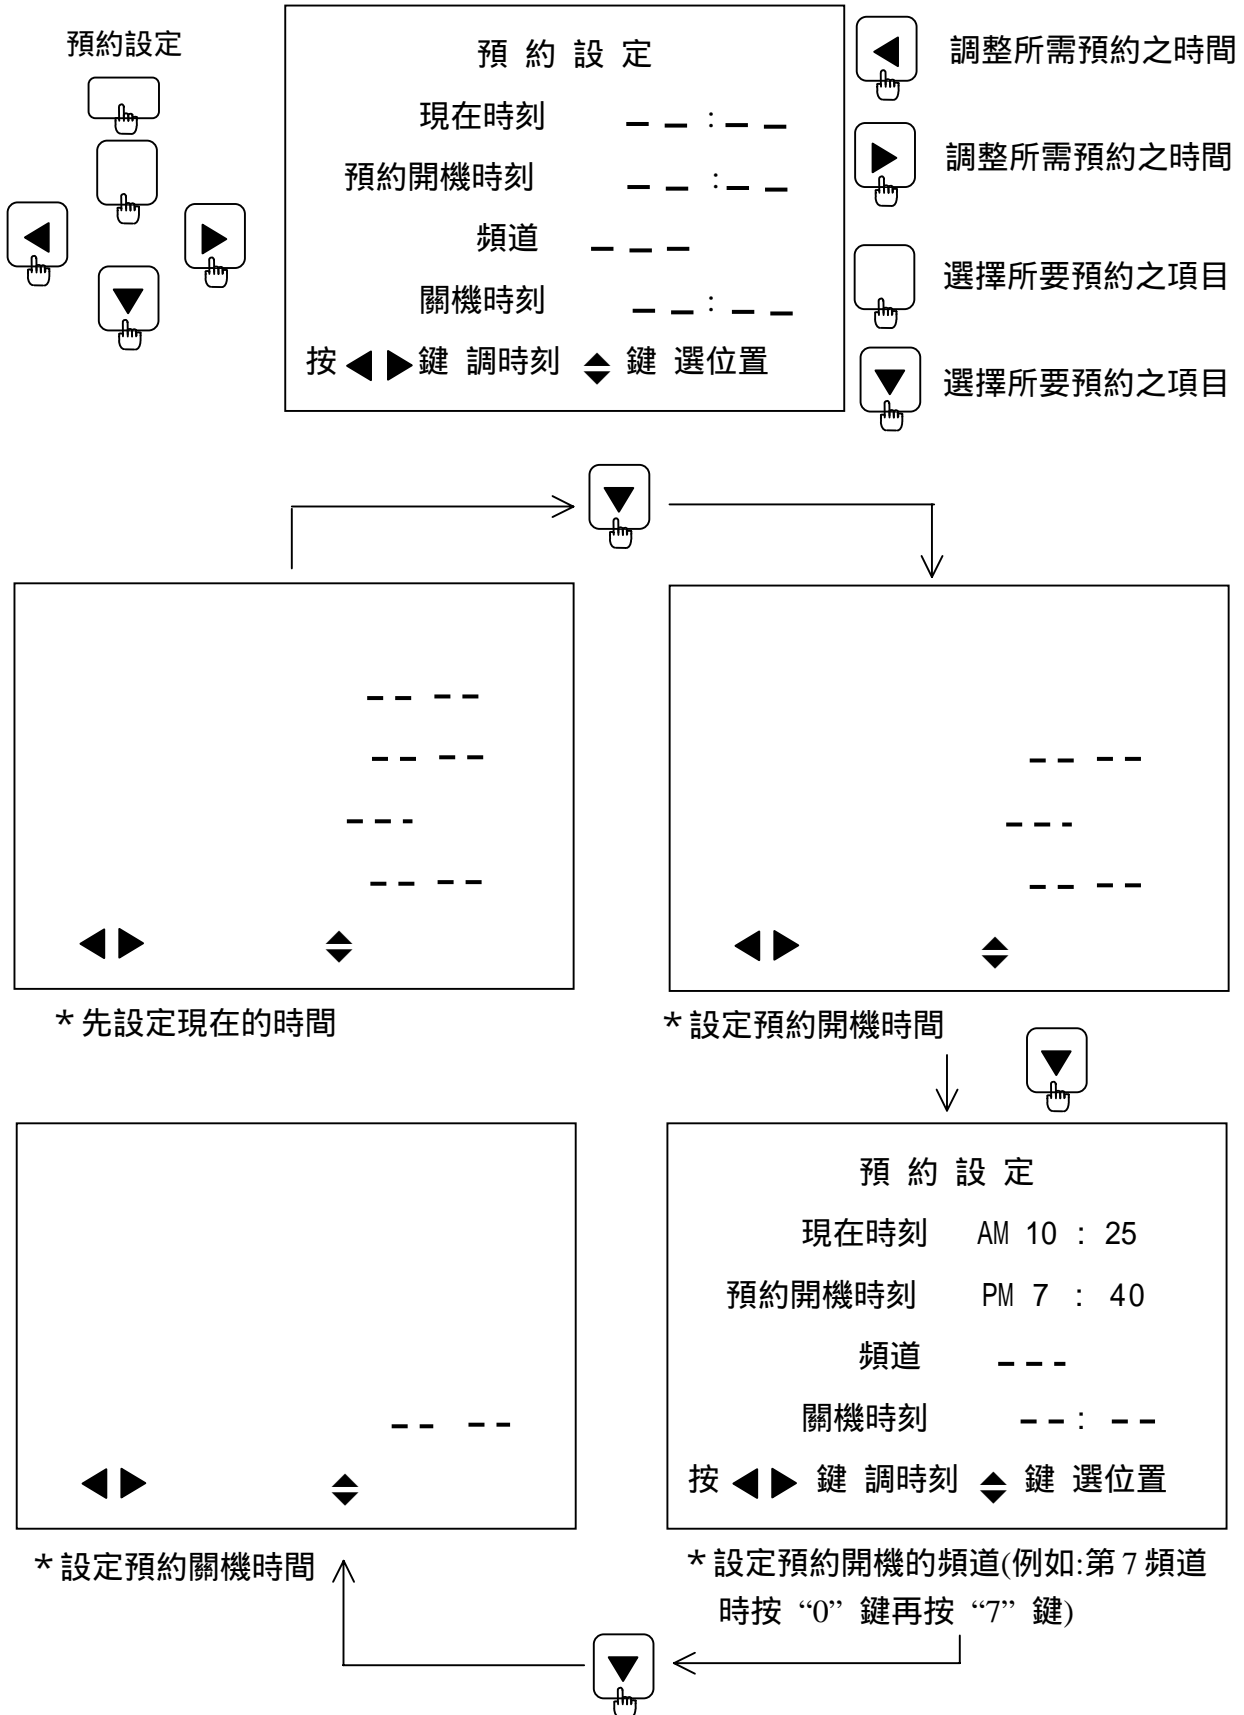 預約設定
預 約 設 定
現在時刻 _ _ : _ _
預約開機時刻 _ _ : _ _
頻道 _ _ _
關機時刻 _ _ : _ _
按 ◀ ▶ 鍵 調時刻 鍵 選位置
調整所需預約之時間
調整所需預約之時間
選擇所要預約之項目
選擇所要預約之項目
＊先設定現在的時間
＊設定預約開機時間
預 約 設 定
現在時刻 AM 10 : 25
預約開機時刻 PM 7 : 40
頻道 - - -
關機時刻 - - : - -
按 ◀ ▶ 鍵 調時刻 鍵 選位置
＊設定預約關機時間
＊設定預約開機的頻道(例如:第 7 頻道
時按 “0” 鍵再按 “7” 鍵)